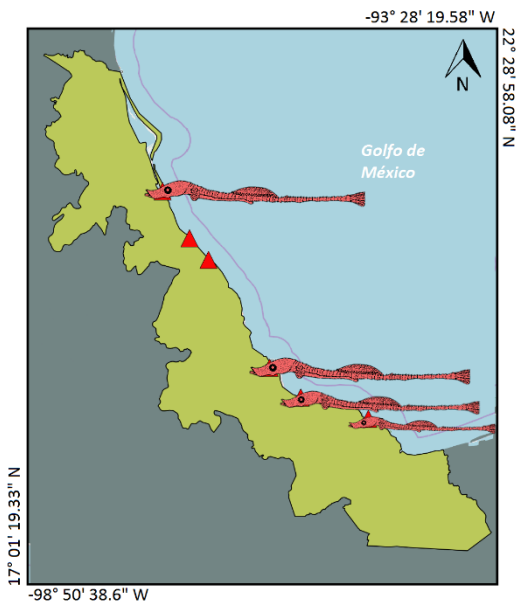 -93° 28' 19.58" W
22° 28' 58.08" N
N
Golfo de
México
17° 01' 19.33" N
-98° 50' 38.6" W